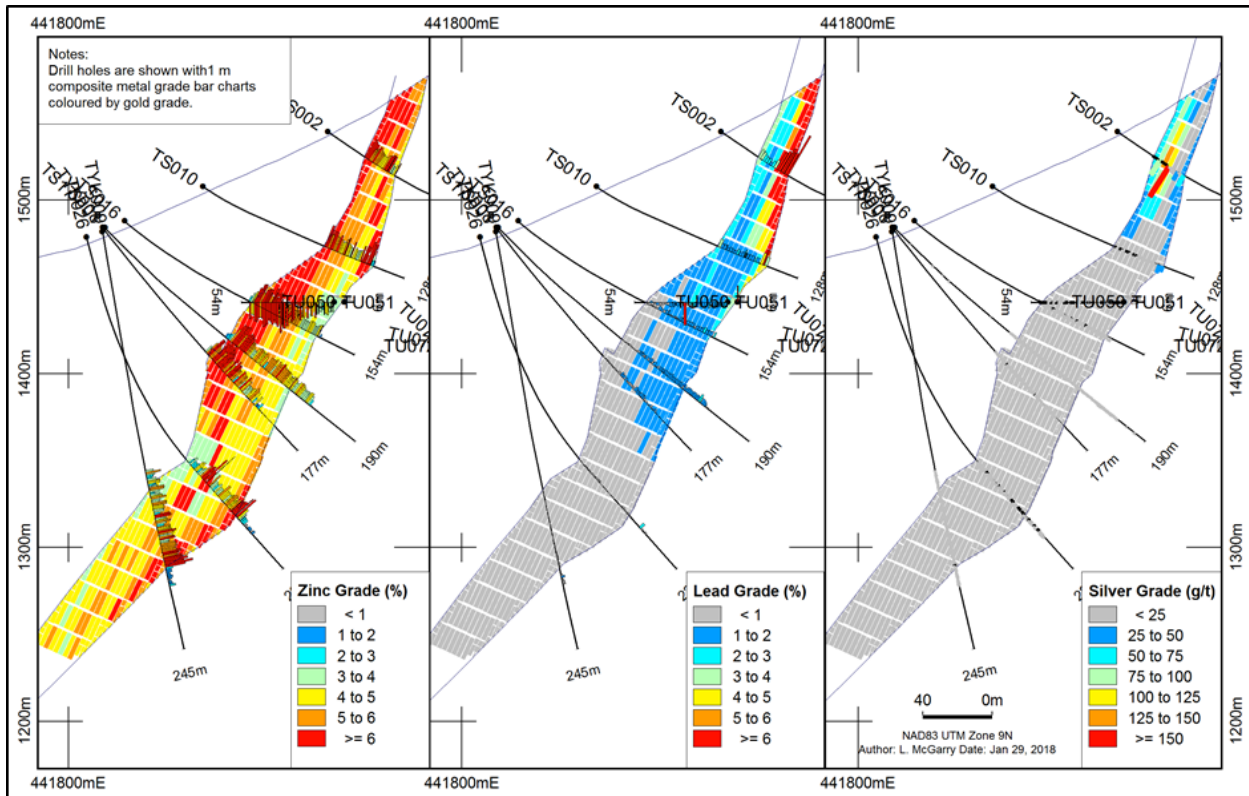 441800mE
441800mE
441800mE
Notes:
Drill holes are shown with1 m
composite metal grade bar charts
coloured by gold grade.
TS002
TS010
54m
TU050
TU051
128
154m
190m
177m
245m
1500m
1400m
1300m
1200m
Zinc Grade (%)
< 1
1 to 2
2 to 3
3 to 4
4 to 5
5 to 6
>= 6
TS002
TS010
54m
TU050
TU051
128
154m
190m
177m
245m
Lead Grade (%)
< 1
1 to 2
2 to 3
3 to 4
4 to 5
5 to 6
>= 6
TS002
TS010
54m
TU050
TU051
128m
154m
190m
177m
245m
1500m
1400m
1300m
1200m
Silver Grade (g/t)
< 25
25 to 50
50 to 75
75 to 100
100 to 125
125 to 150
>= 150
40
0m
NAD83 UTM Zone 9N
Author: L. McGarry Date: Jan 29, 2018
441800mE
441800mE
441800mE